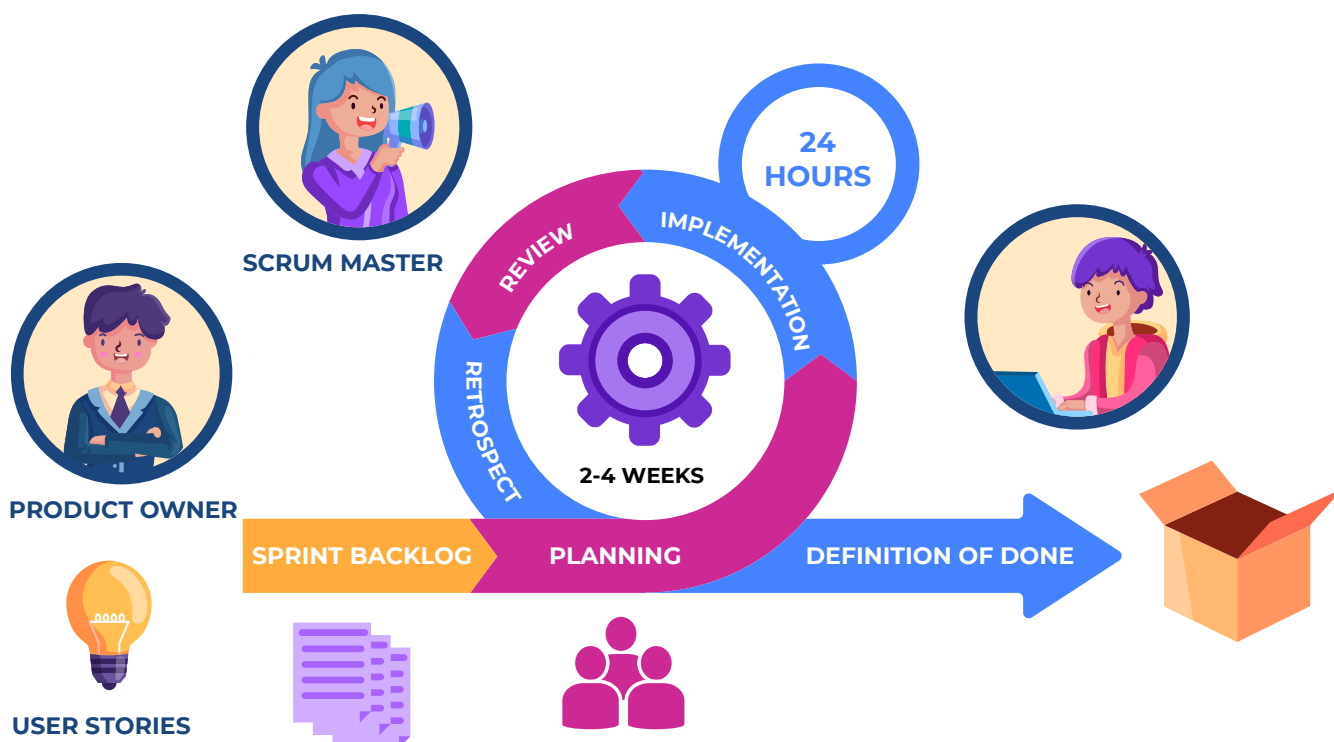 24
HOURS
IMPLEMENTATION
REVIEW
SCRUM MASTER
RETROSPECT
2-4 WEEKS
PRODUCT OWNER
SPRINT BACKLOG
PLANNING
DEFINITION OF DONE
USER STORIES